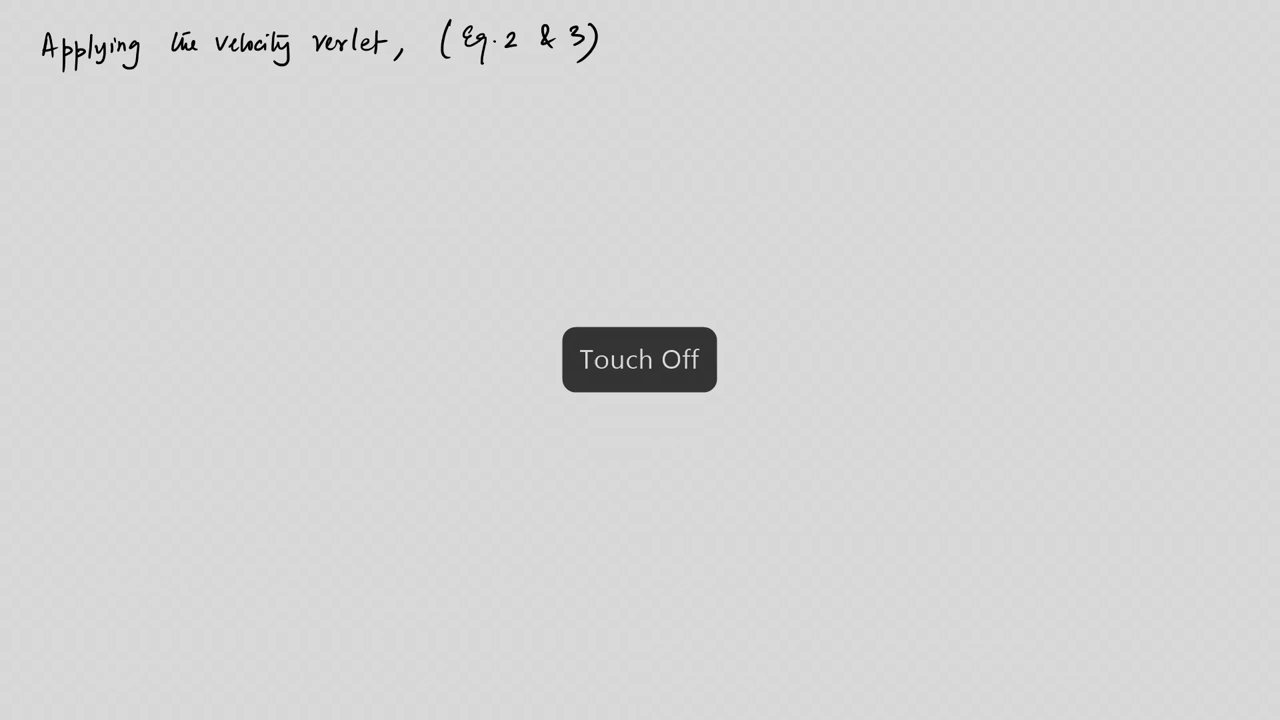 Applying the velocity verlet, (Eq. 2 & 3)
Touch Off